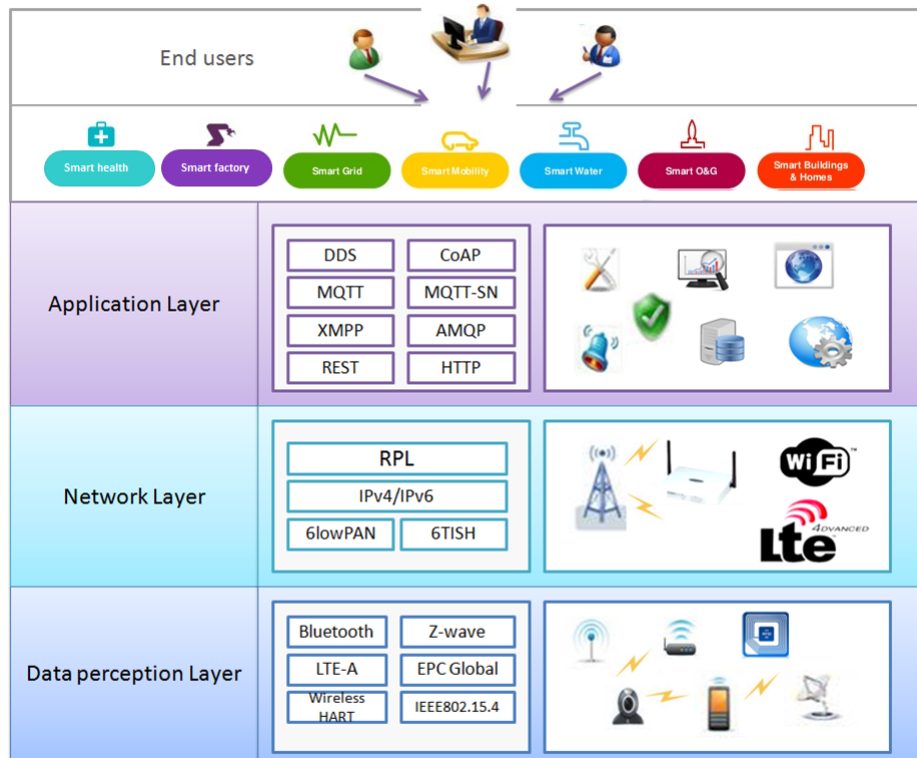 End users
Smart health
Smart factory
Smart Grid
Smart Mobility
Smart Water
Smart O&G
Smart Buildings
& Homes
Application Layer
DDS
CoAP
MQTT
MQTT-SN
XMPP
AMQP
REST
HTTP
Network Layer
RPL
IPv4/IPv6
6lowPAN
6TISH
WiFi™
4DVANCED
Lte
Data perception Layer
Bluetooth
Z-wave
LTE-A
EPC Global
Wireless
HART
IEEE802.15.4